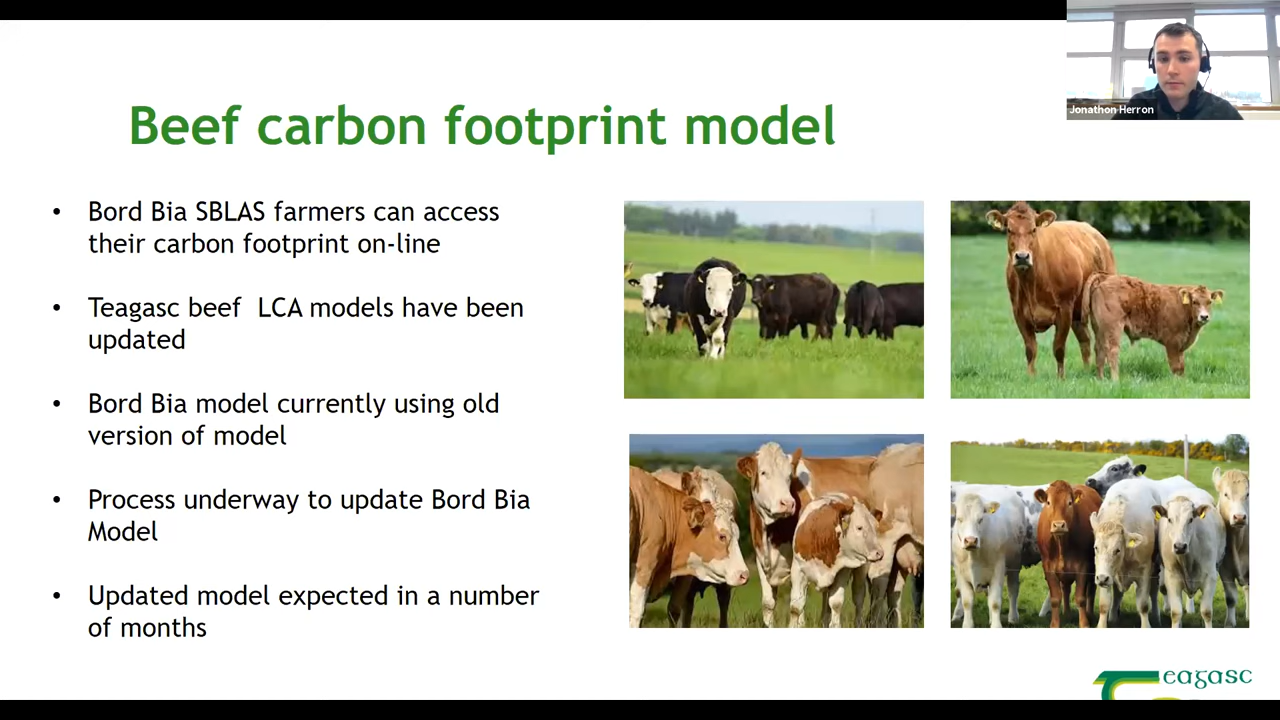 Jonathon Herron
Beef carbon footprint model
• Bord Bia SBLAS farmers can access
their carbon footprint on-line
• Teagasc beef  LCA models have been
updated
• Bord Bia model currently using old
version of model
• Process underway to update Bord Bia
Model
• Updated model expected in a number
of months
Teagasc